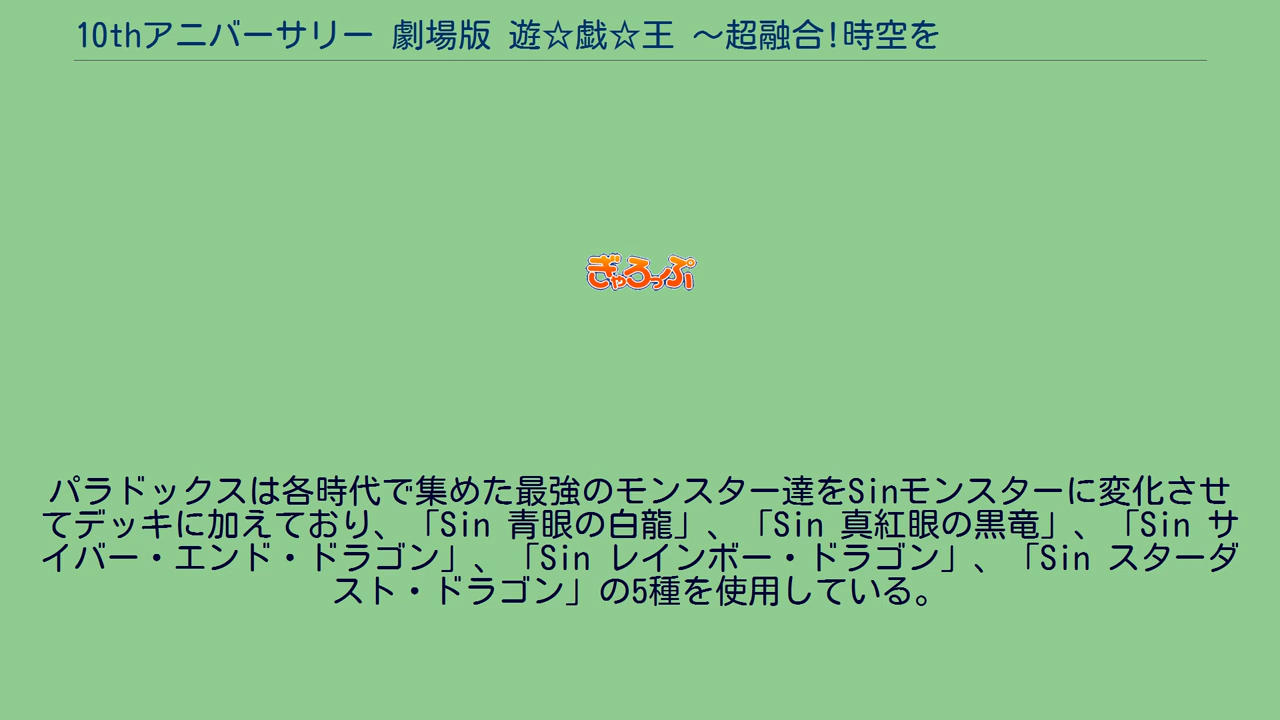 10thアニバーサリー 劇場版 遊☆戯☆王 ～超融合!時空を
ぎゃろっぷ
パラドックスは各時代で集めた最強のモンスター達をSinモンスターに変化させ
てデッキに加えており、「Sin 青眼の白龍」、「Sin 真紅眼の黒竜」、「Sin サ
イバー・エンド・ドラゴン」、「Sin レインボー・ドラゴン」、「Sin スターダ
スト・ドラゴン」の5種を使用している。